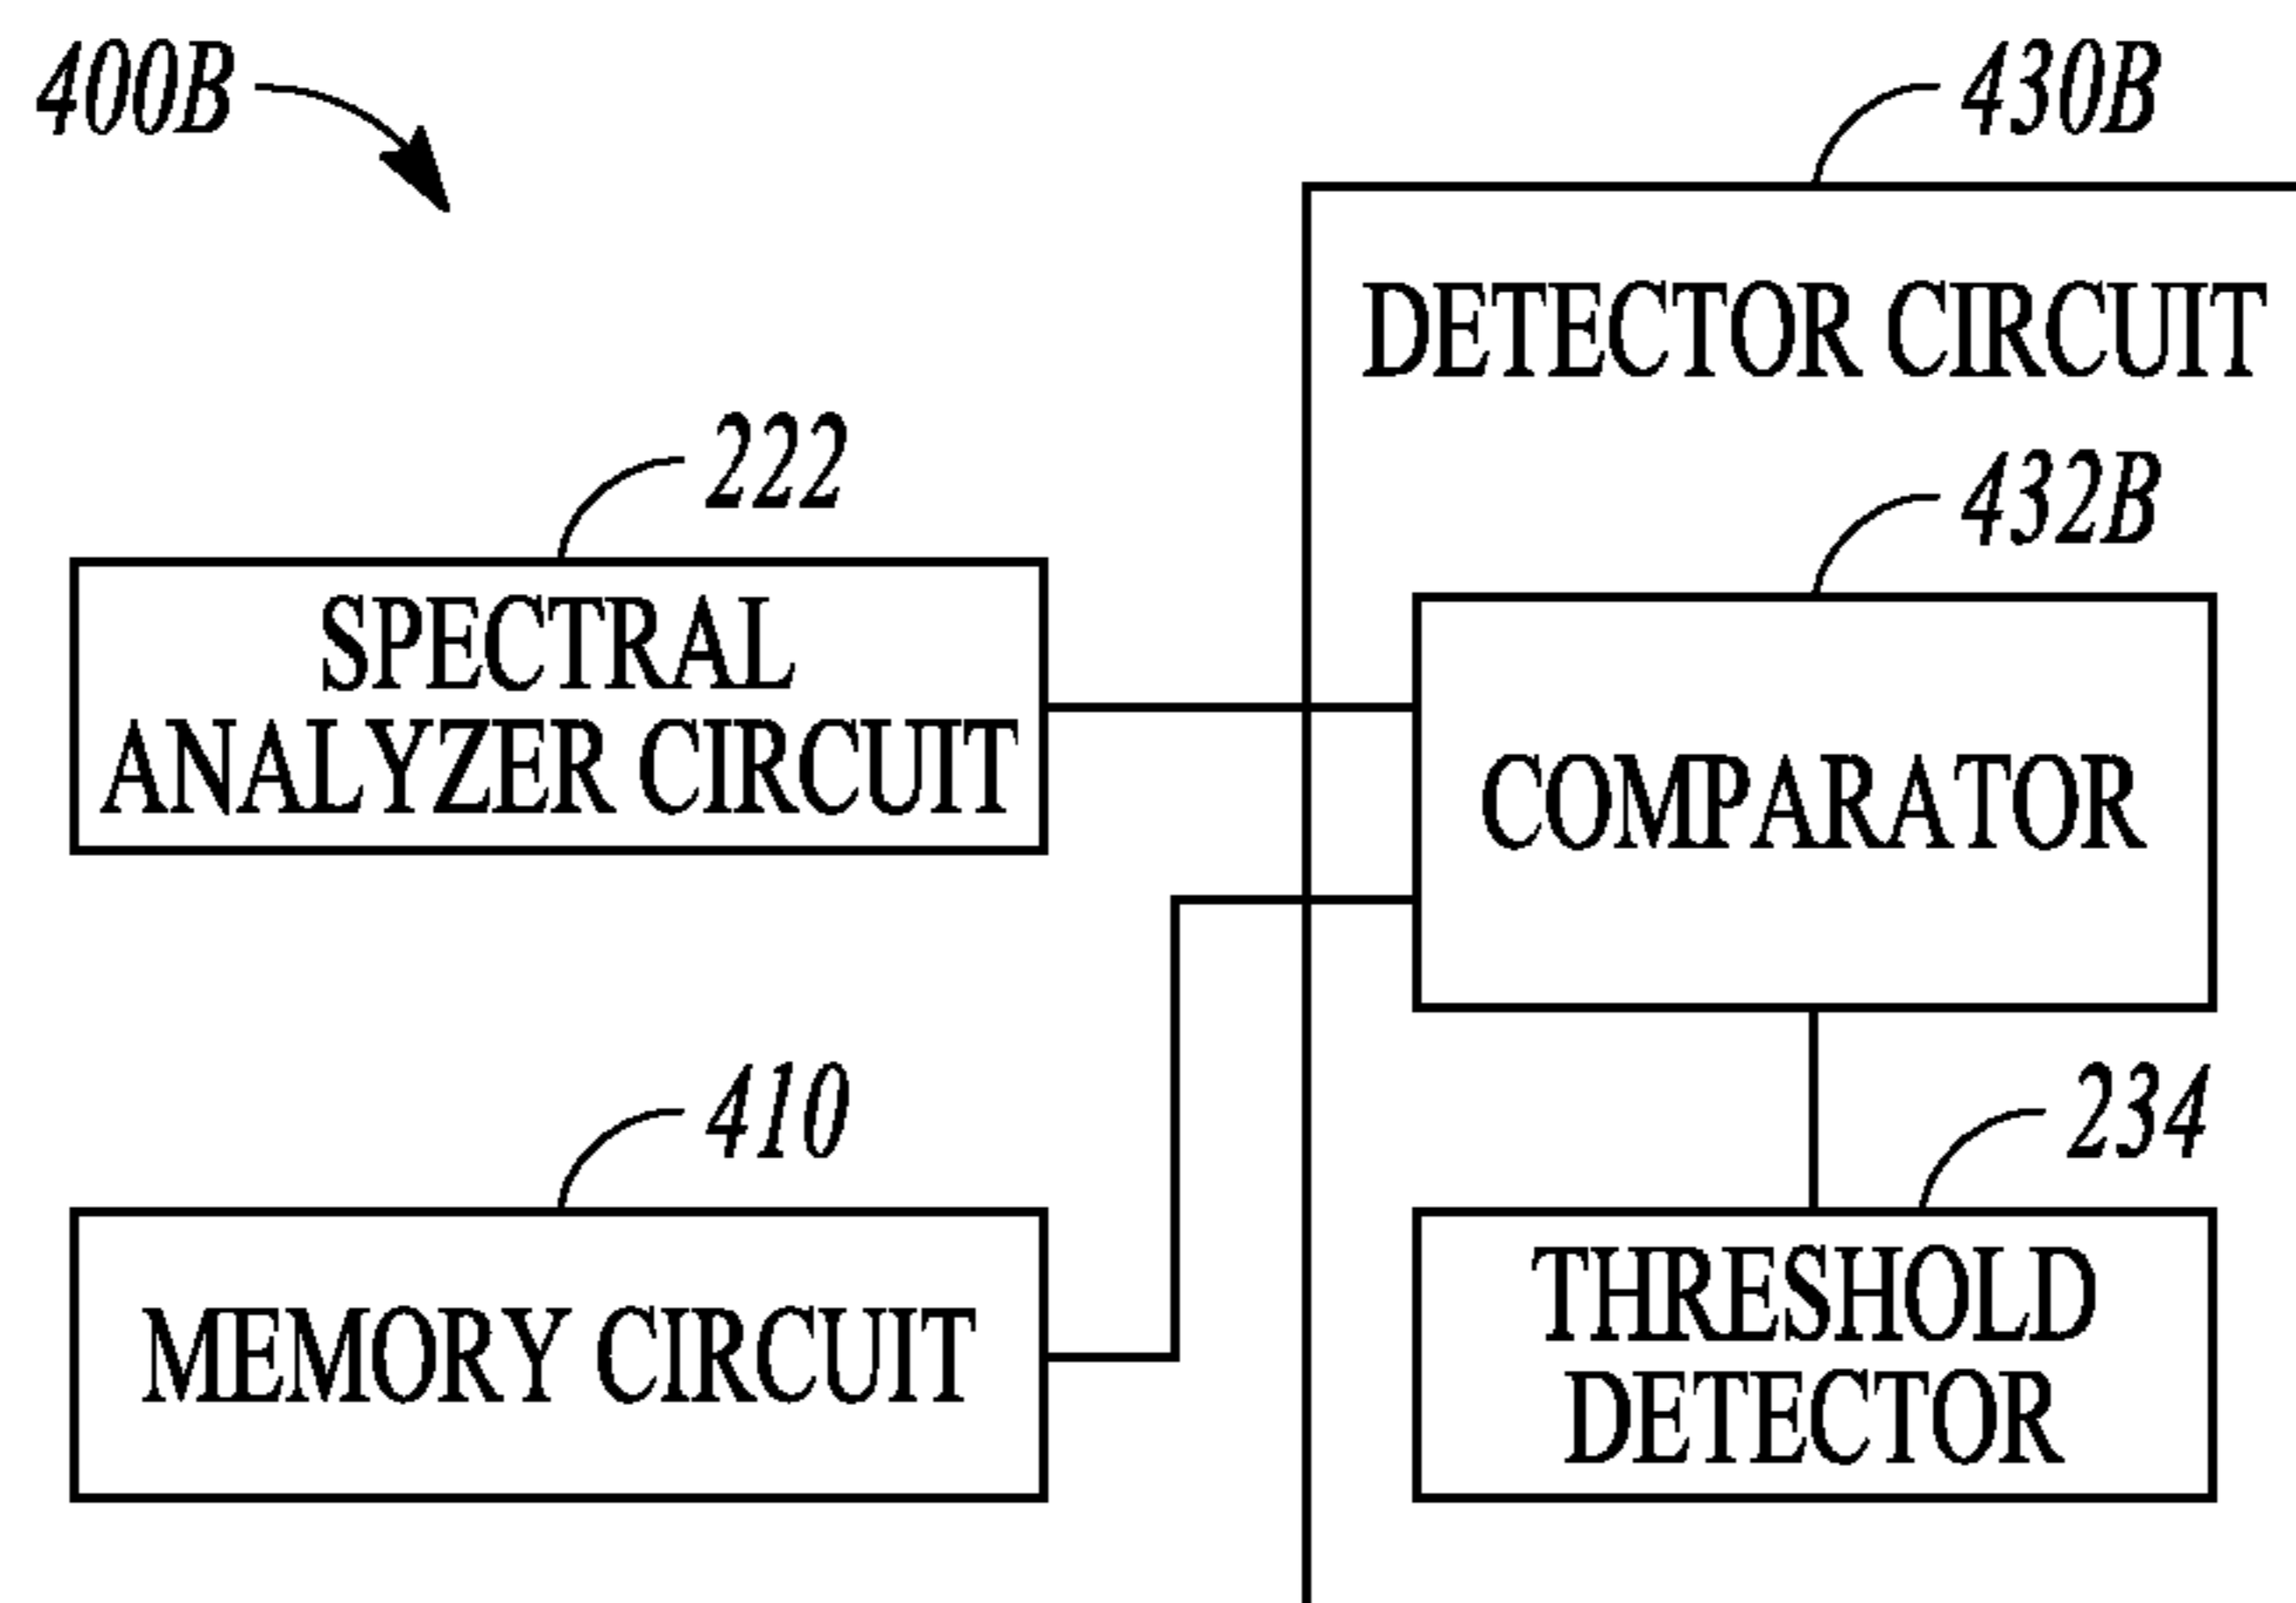 400B
430B
DETECTOR CIRCUIT
222
432B
SPECTRAL
ANALYZER CIRCUIT
COMPARATOR
410
234
MEMORY CIRCUIT
THRESHOLD
DETECTOR